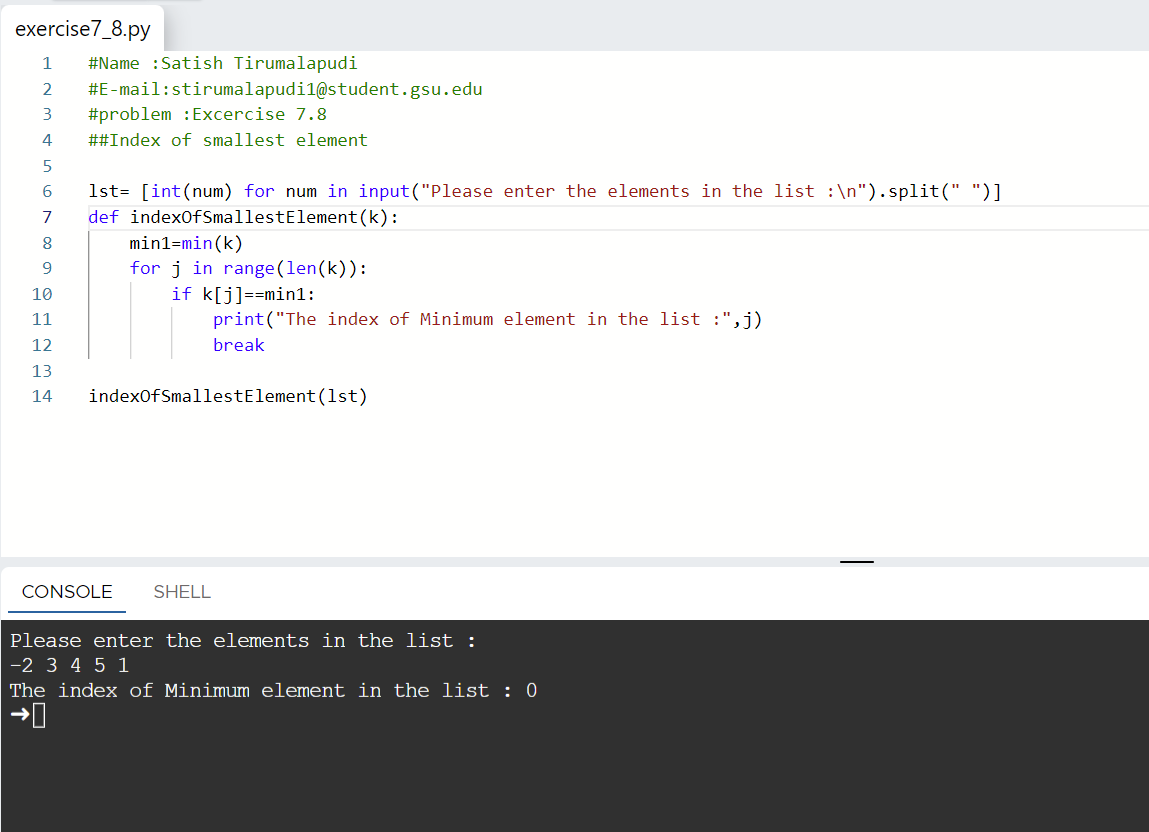 exercise7_8.py
1 #Name :Satish Tirumalapudi
2 #E-mail:stirumalapudi1@student.gsu.edu
3 #problem :Excercise 7.8
4 ##Index of smallest element
5
6 lst= [int(num) for num in input("Please enter the elements in the list :\n").split(" ")]
7 def indexOfSmallestElement(k):
8     min1=min(k)
9     for j in range(len(k)):
10         if k[j]==min1:
11             print("The index of Minimum element in the list :",j)
12             break
13
14 indexOfSmallestElement(lst)
CONSOLE SHELL
Please enter the elements in the list :
-2 3 4 5 1
The index of Minimum element in the list : 0
➜